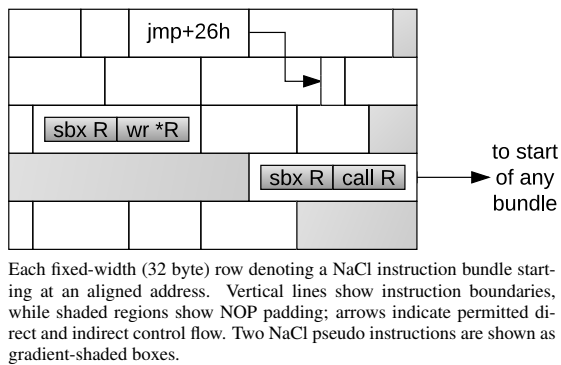 jmp+26h
sbx R wr *R
sbx R call R
to start
of any
bundle
Each fixed-width (32 byte) row denoting a NaCl instruction bundle start-
ing at an aligned address. Vertical lines show instruction boundaries,
while shaded regions show NOP padding; arrows indicate permitted di-
rect and indirect control flow. Two NaCl pseudo instructions are shown as
gradient-shaded boxes.